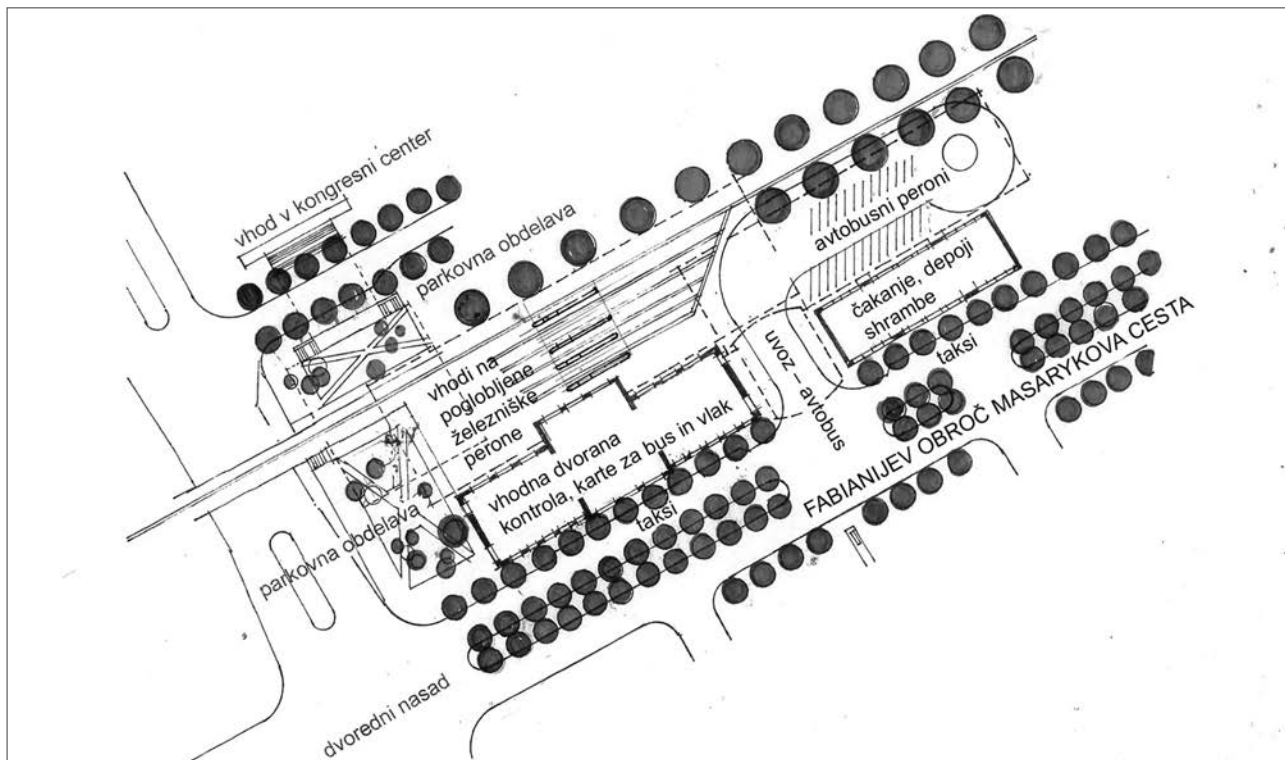 vhod v kongresni center
parkovna obdelava
avtobusni peroni
čakanje, depoji
shrambe
taksi
uvoz – avtobus
vhodi na
poglobljene
železniške
perone
vhodna dvorana
kontrola, karte za bus in vlak
taksi
parkovna obdelava
FABIANIJEV OBROČ MASARYKOVA CESTA
dvoredni nasad